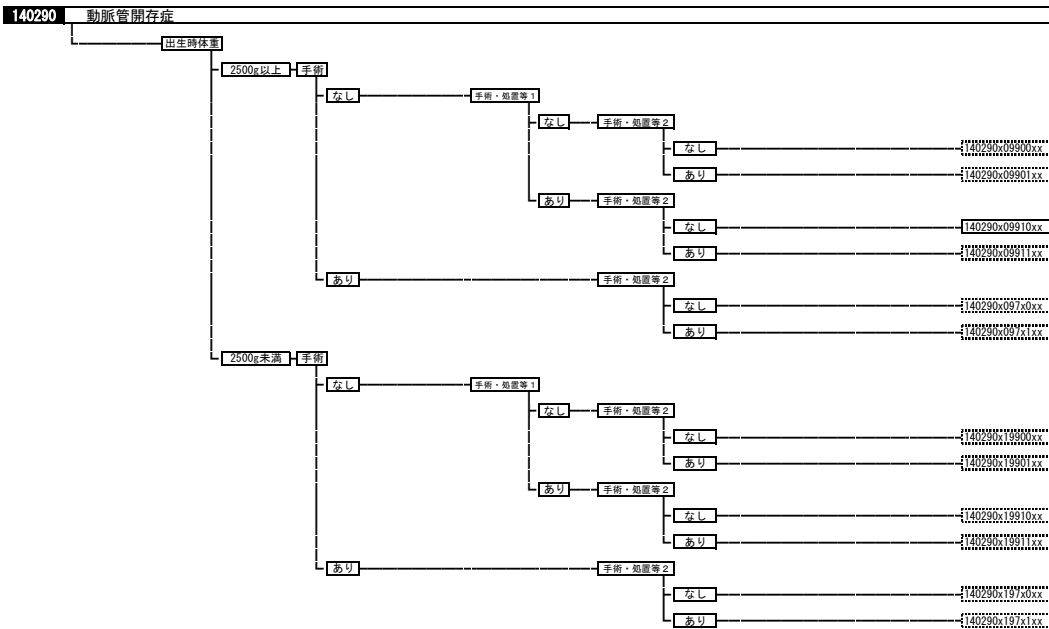 140290 動脈管開存症
出生時体重
2500g以上 手術
なし 手術・処置等1
なし 手術・処置等2
なし 140290x09900xx
あり 140290x09901xx
あり 手術・処置等2
なし 140290x09910xx
あり 140290x09911xx
あり 手術・処置等2
なし 140290x097x0xx
あり 140290x097x1xx
2500g未満 手術
なし 手術・処置等1
なし 手術・処置等2
なし 140290x19900xx
あり 140290x19901xx
あり 手術・処置等2
なし 140290x19910xx
あり 140290x19911xx
あり 手術・処置等2
なし 140290x197x0xx
あり 140290x197x1xx